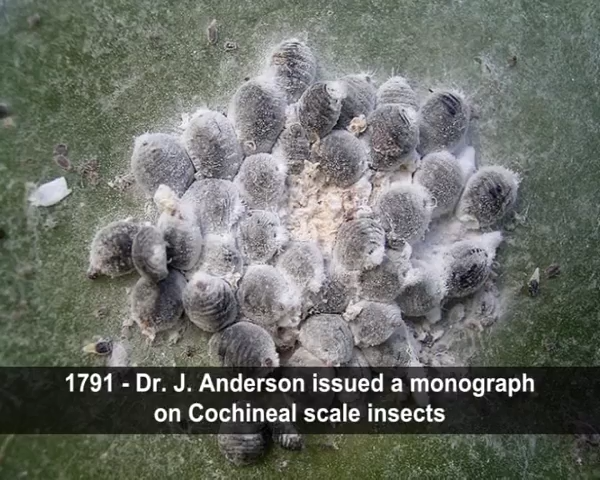 1791 - Dr. J. Anderson issued a monograph
on Cochineal scale insects